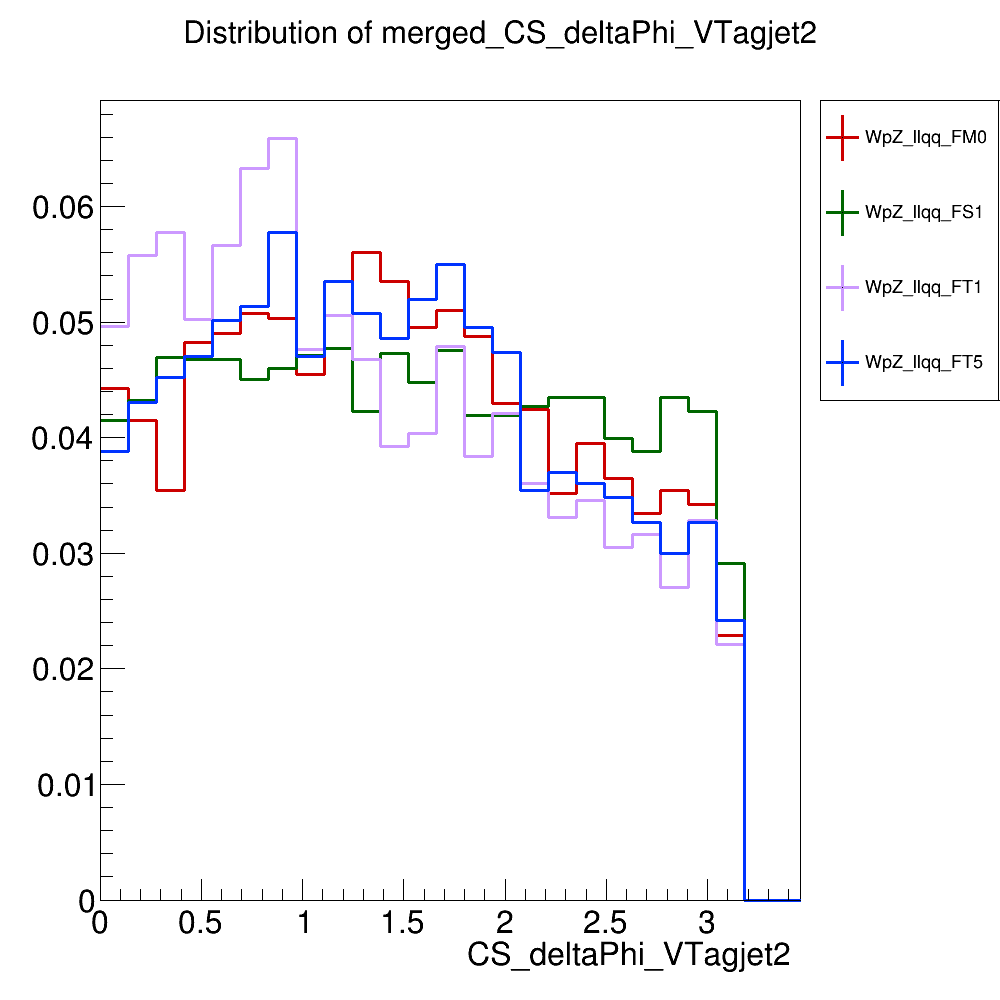 Distribution of merged_CS_deltaPhi_VTagjet2
WpZ_llqq_FM0
WpZ_llqq_FS1
WpZ_llqq_FT1
WpZ_llqq_FT5
0.06
0.05
0.04
0.03
0.02
0.01
0
0 0.5 1 1.5 2 2.5 3
CS_deltaPhi_VTagjet2